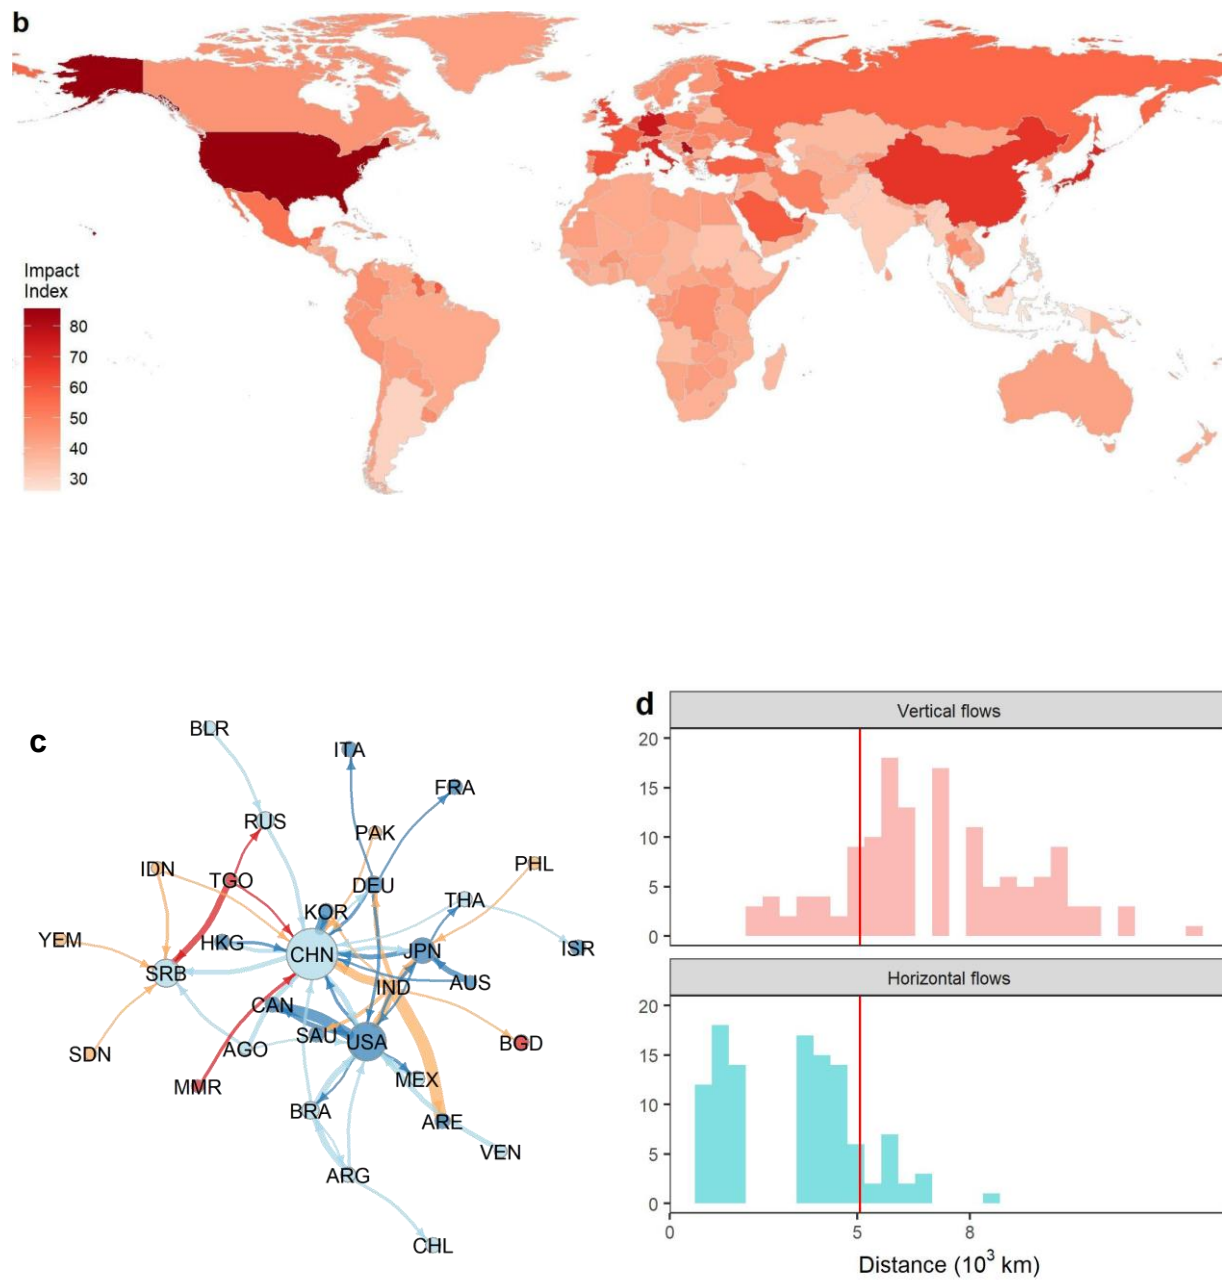 b
Impact
Index
80
70
60
50
40
30
c
BLR
ITA
FRA
RUS
PAK
IDN
TGO
DEU
PHL
THA
KOR
YEM
HKG
CHN
JPN
ISR
SRB
IND
AUS
CAN
SAU
USA
BGD
SDN
AGO
MMR
MEX
BRA
ARE
VEN
ARG
CHL
d
Vertical flows
20
15
10
5
0
Horizontal flows
20
15
10
5
0
0 5 8
Distance (10³ km)